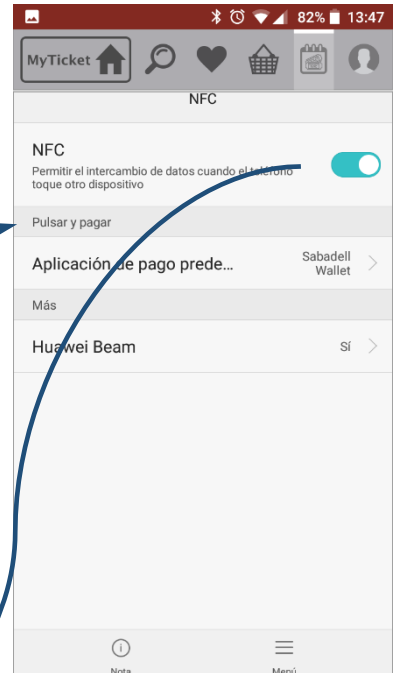 82% 13:47
MyTicket
NFC
NFC
Permitir el intercambio de datos cuando el teléfono
toque otro dispositivo
Pulsar y pagar
Aplicación de pago prede... Sabadell
Wallet
Más
Huawei Beam Sí
Nota Menú